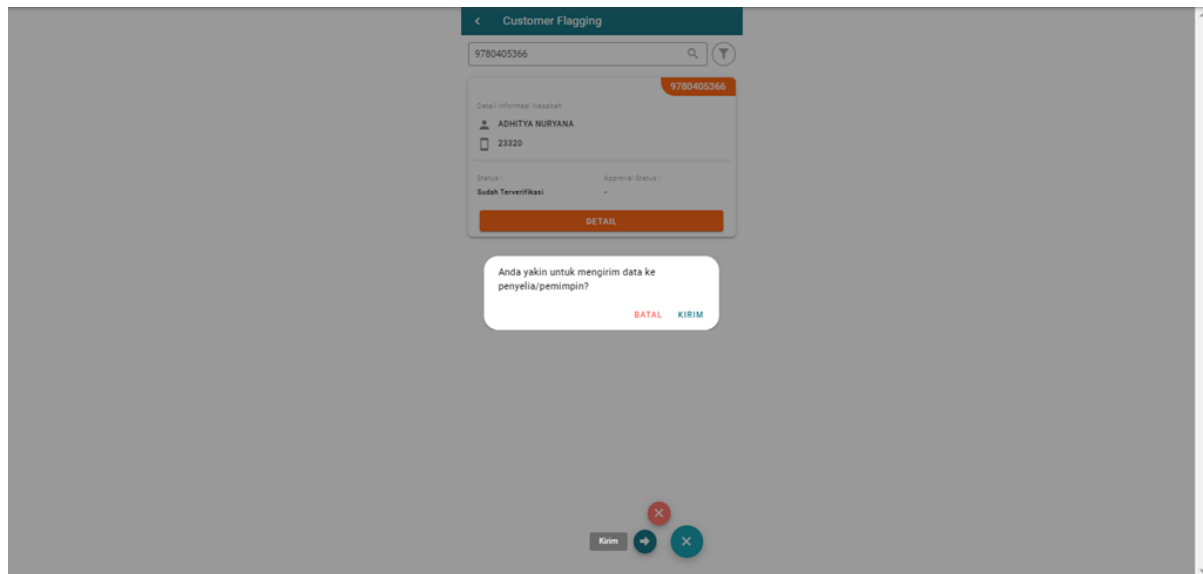 Customer Flagging
9780405366
9780405366
Detail Informasi Nasabah
ADHITYA NURYANA
23320
Status :
Approval Status :
Sudah Terverifikasi
-
DETAIL
Anda yakin untuk mengirim data ke
penyelia/pemimpin?
BATAL KIRIM
Kirim